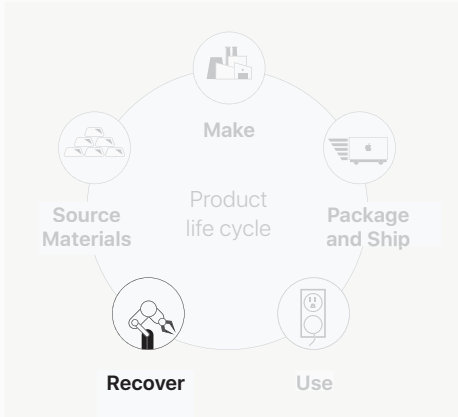 Make
Product
life cycle
Source
Materials
Package
and Ship
Recover
Use